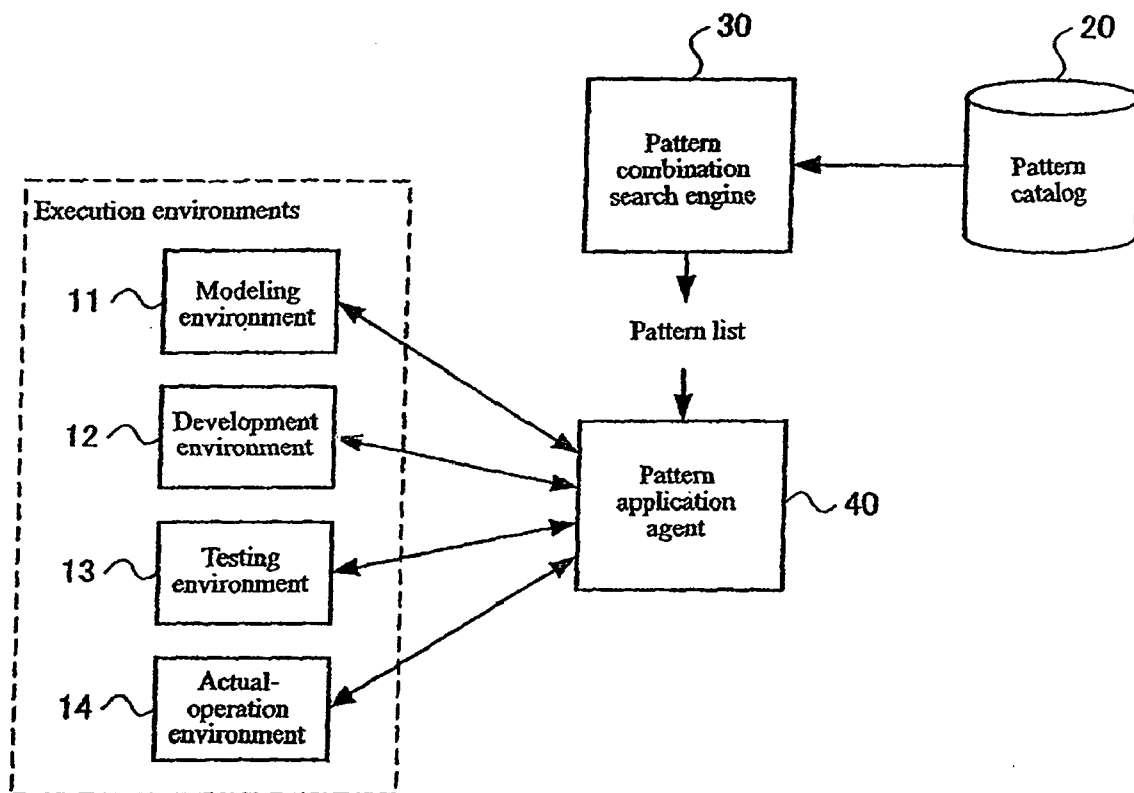 30
20
Pattern
combination
search engine
Pattern
catalog
Execution environments
11
Modeling
environment
Pattern list
12
Development
environment
Pattern
application
agent
40
13
Testing
environment
14
Actual-
operation
environment